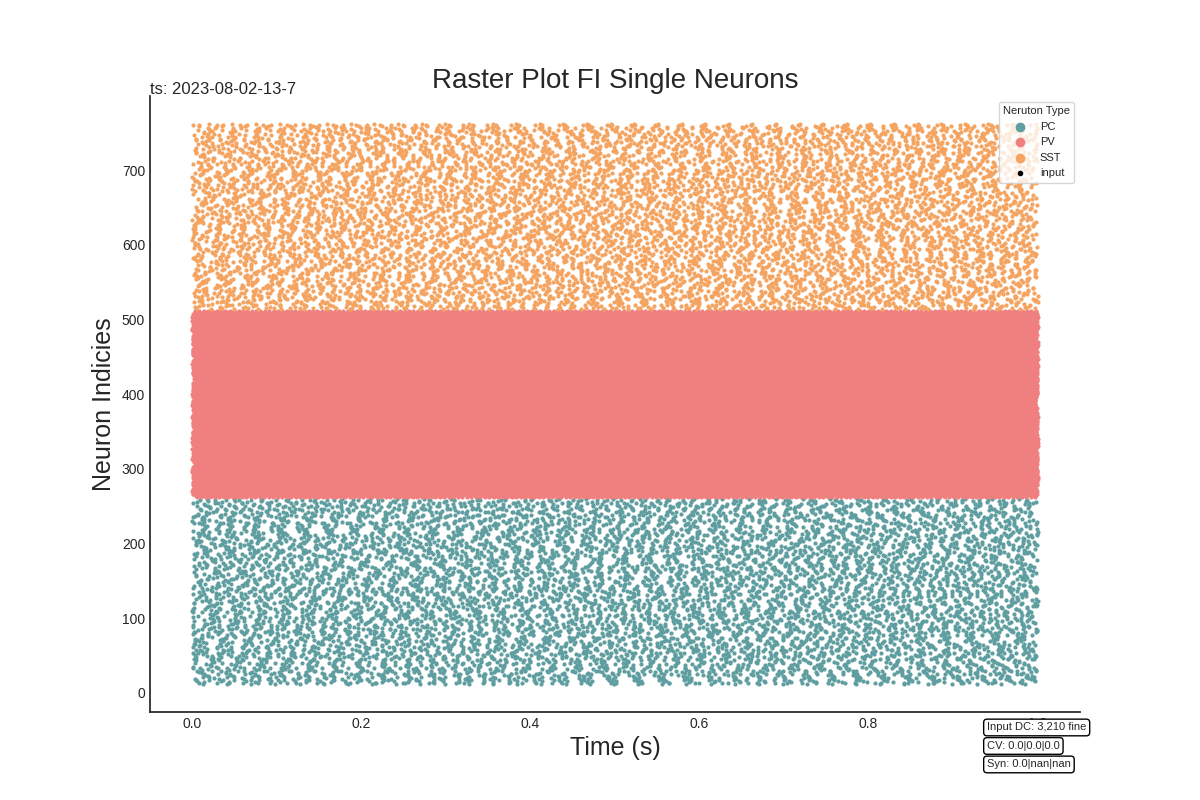 Raster Plot FI Single Neurons
ts: 2023-08-02-13-7
Neruton Type
PC
PV
SST
input
Neuron Indicies
700
600
500
400
300
200
100
0
0.0
0.2
0.4
0.6
0.8
Time (s)
Input DC: 3,210 fine
CV: 0.0|0.0|0.0
Syn: 0.0|nan|nan